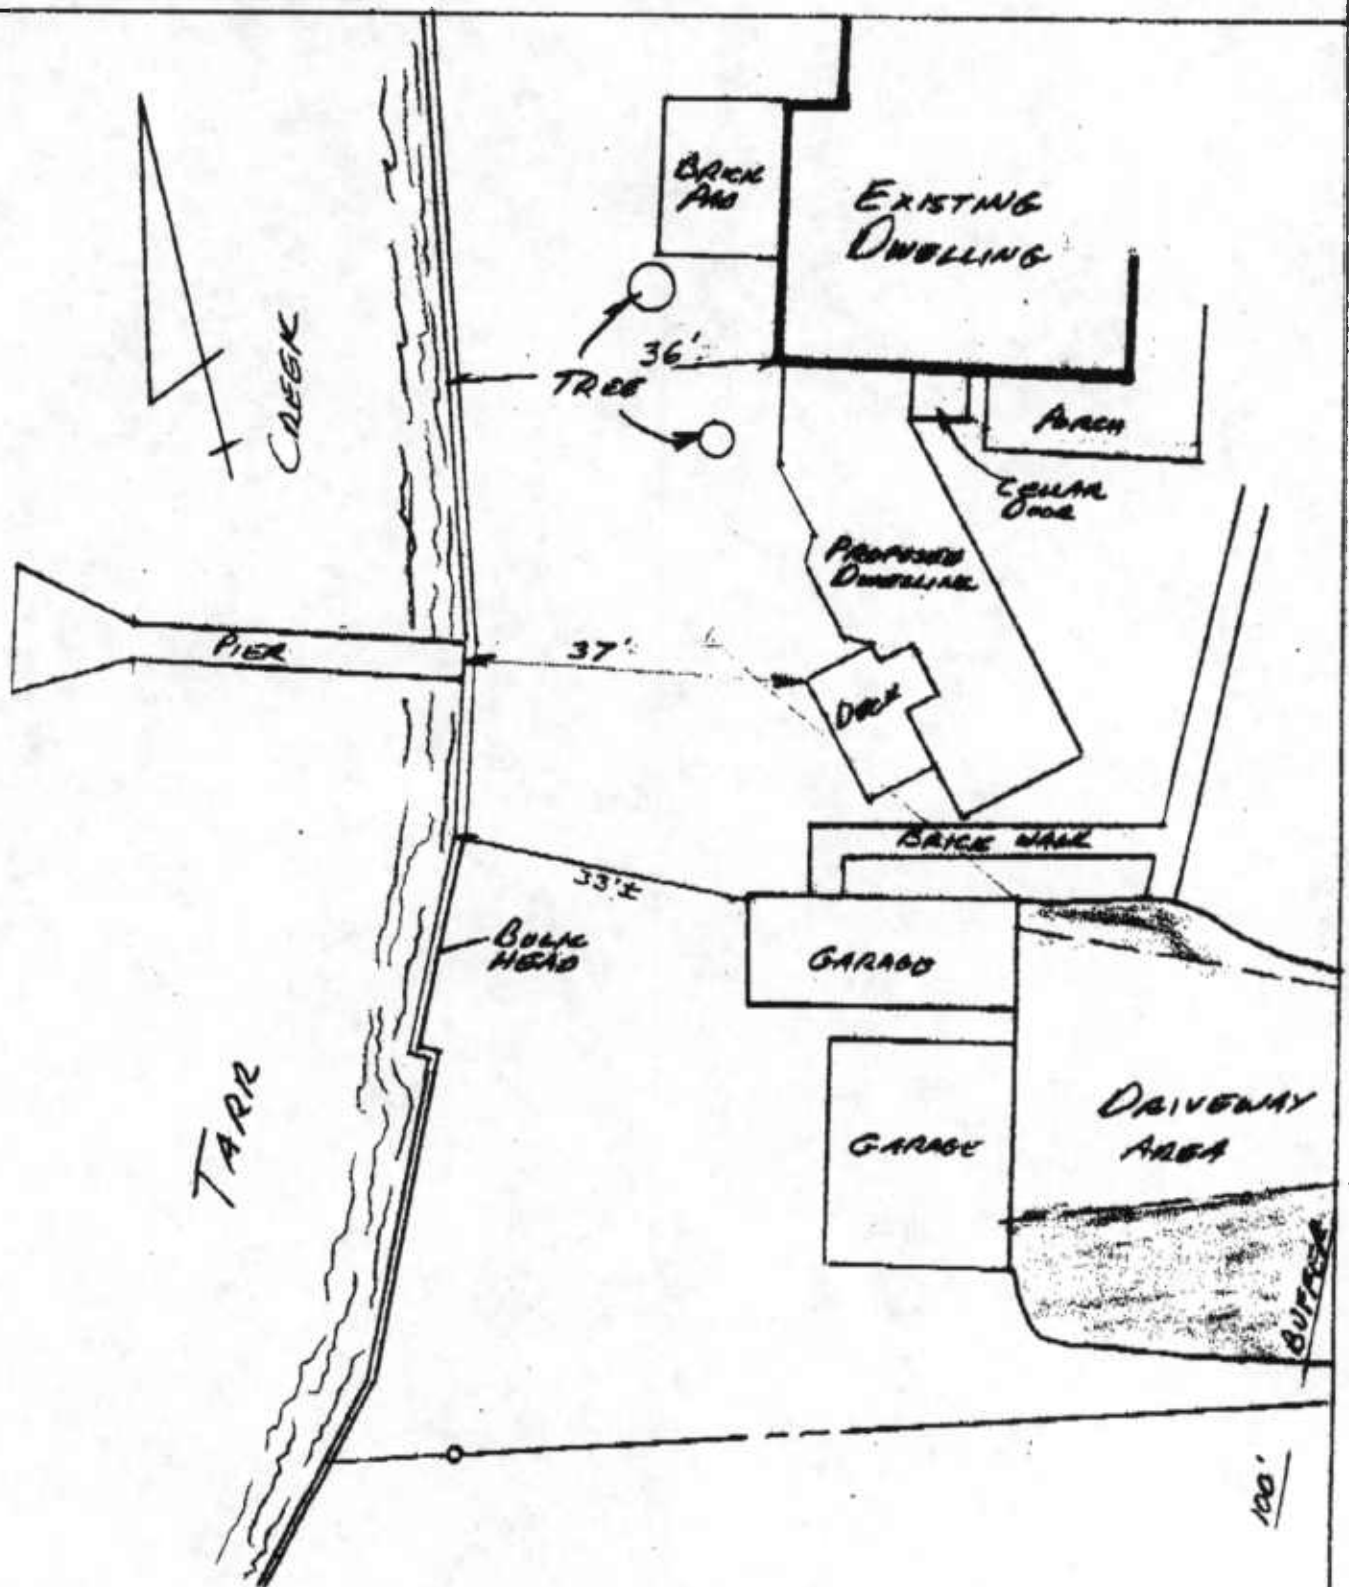 BRICK
PAD
EXISTING
DWELLING
CREEK
36'±
TREE
PORCH
CELLAR
DOOR
PROPOSED
DWELLING
PIER
37'±
DECK
BRICK WALK
33'±
BULK
HEAD
GARAGE
TARR
DRIVEWAY
AREA
GARAGE
BUFFER
100'